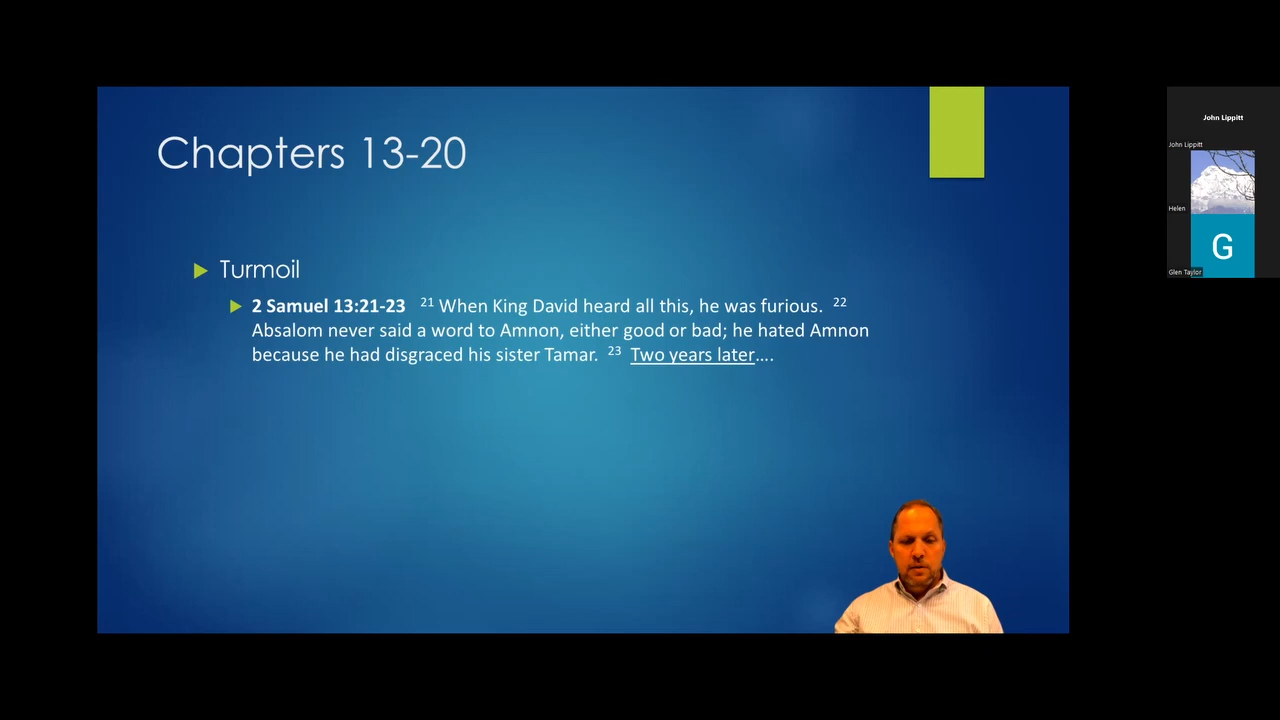 Chapters 13-20
Turmoil
2 Samuel 13:21-23 21 When King David heard all this, he was furious. 22
Absalom never said a word to Amnon, either good or bad; he hated Amnon
because he had disgraced his sister Tamar. 23 Two years later....
John Lippitt
John Lippitt
Helen
G
Glen Taylor